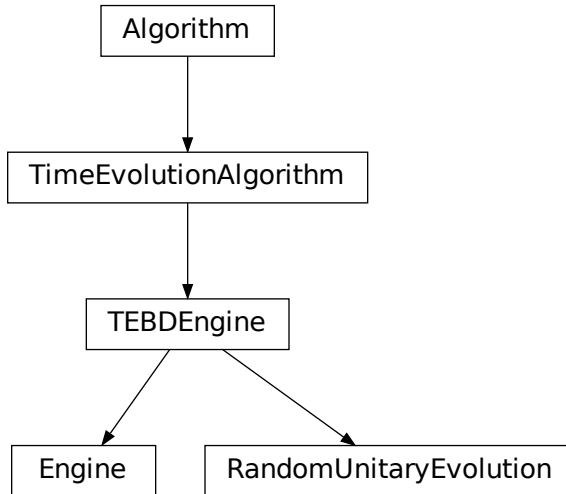 Algorithm
TimeEvolutionAlgorithm
TEBDEngine
Engine
RandomUnitaryEvolution